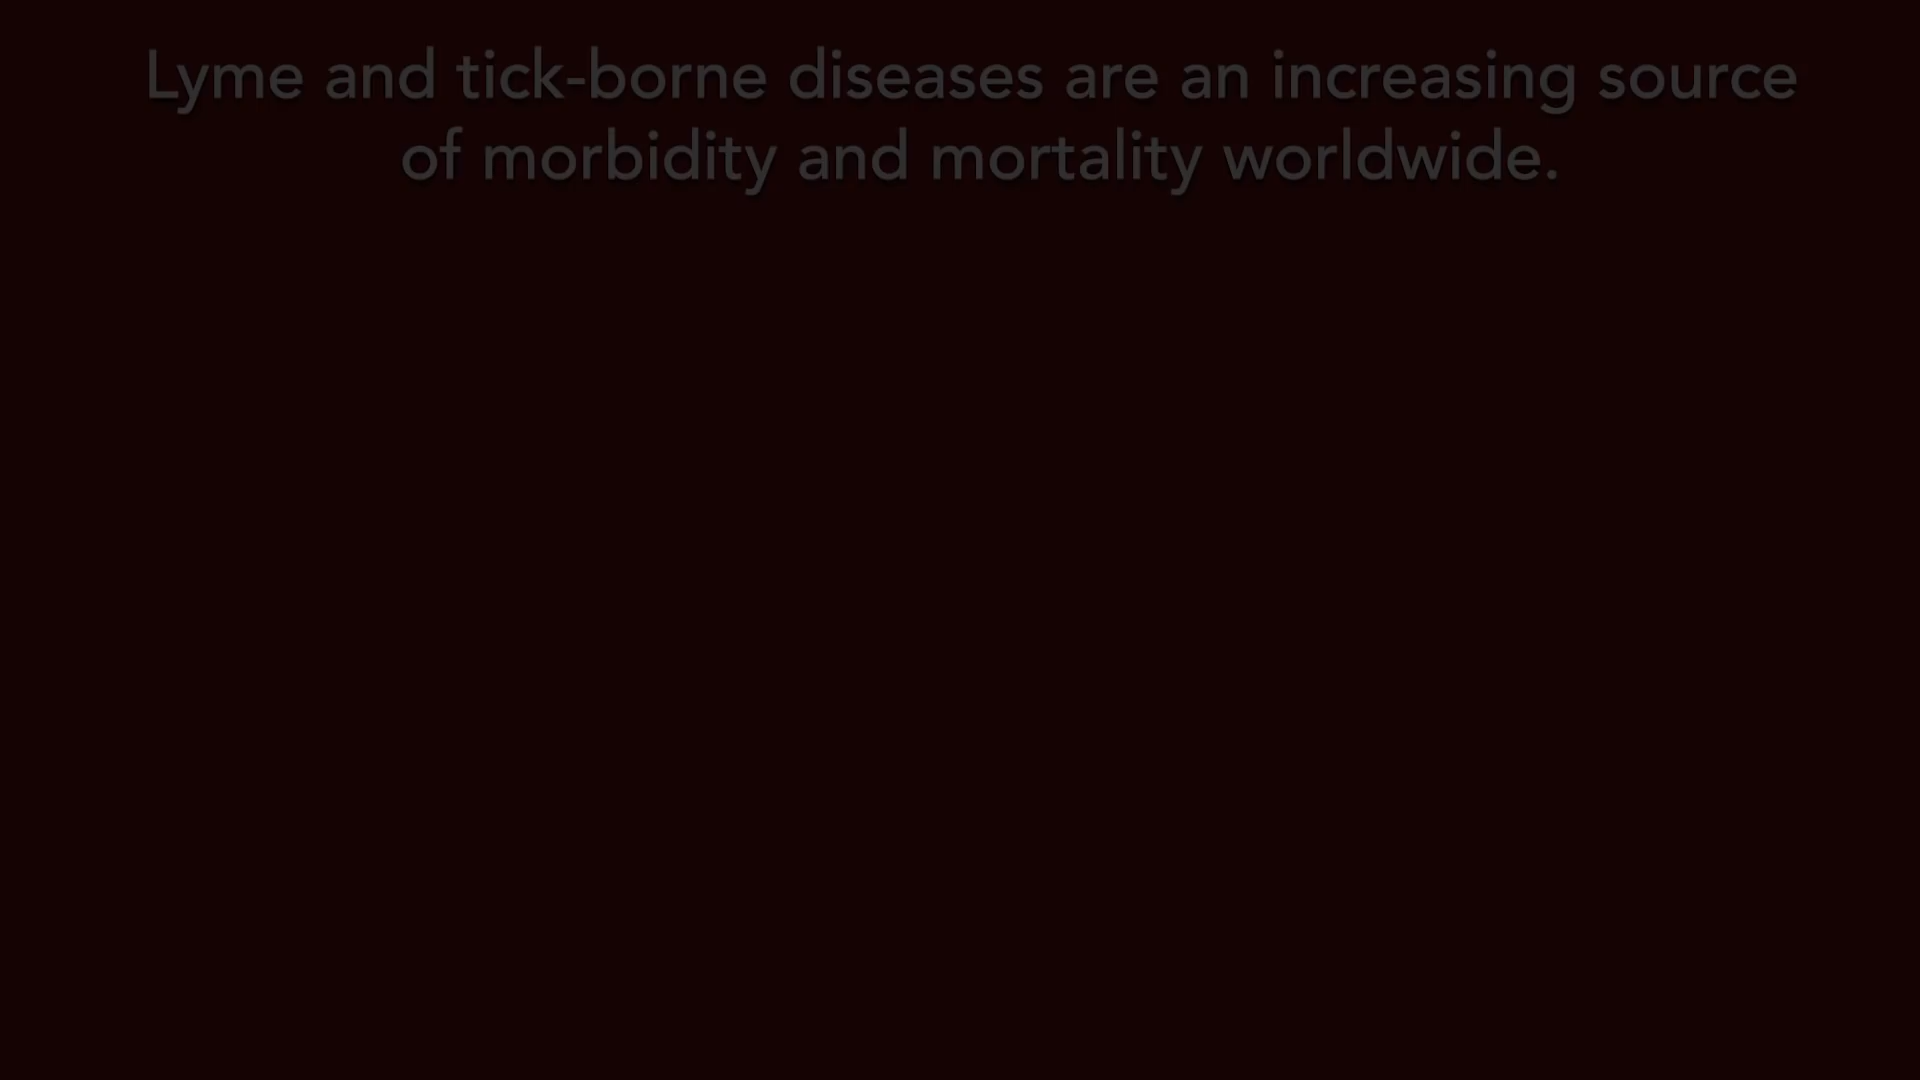 Lyme and tick-borne diseases are an increasing source
of morbidity and mortality worldwide.